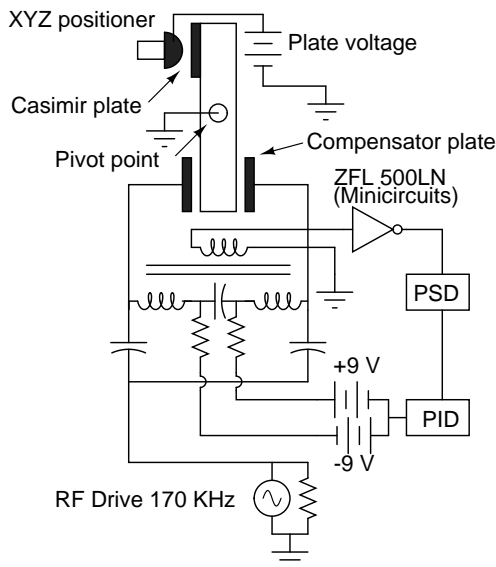 XYZ positioner
Plate voltage
Casimir plate
Pivot point
Compensator plate
ZFL 500LN
(Minicircuits)
PSD
+9 V
PID
-9 V
RF Drive 170 KHz